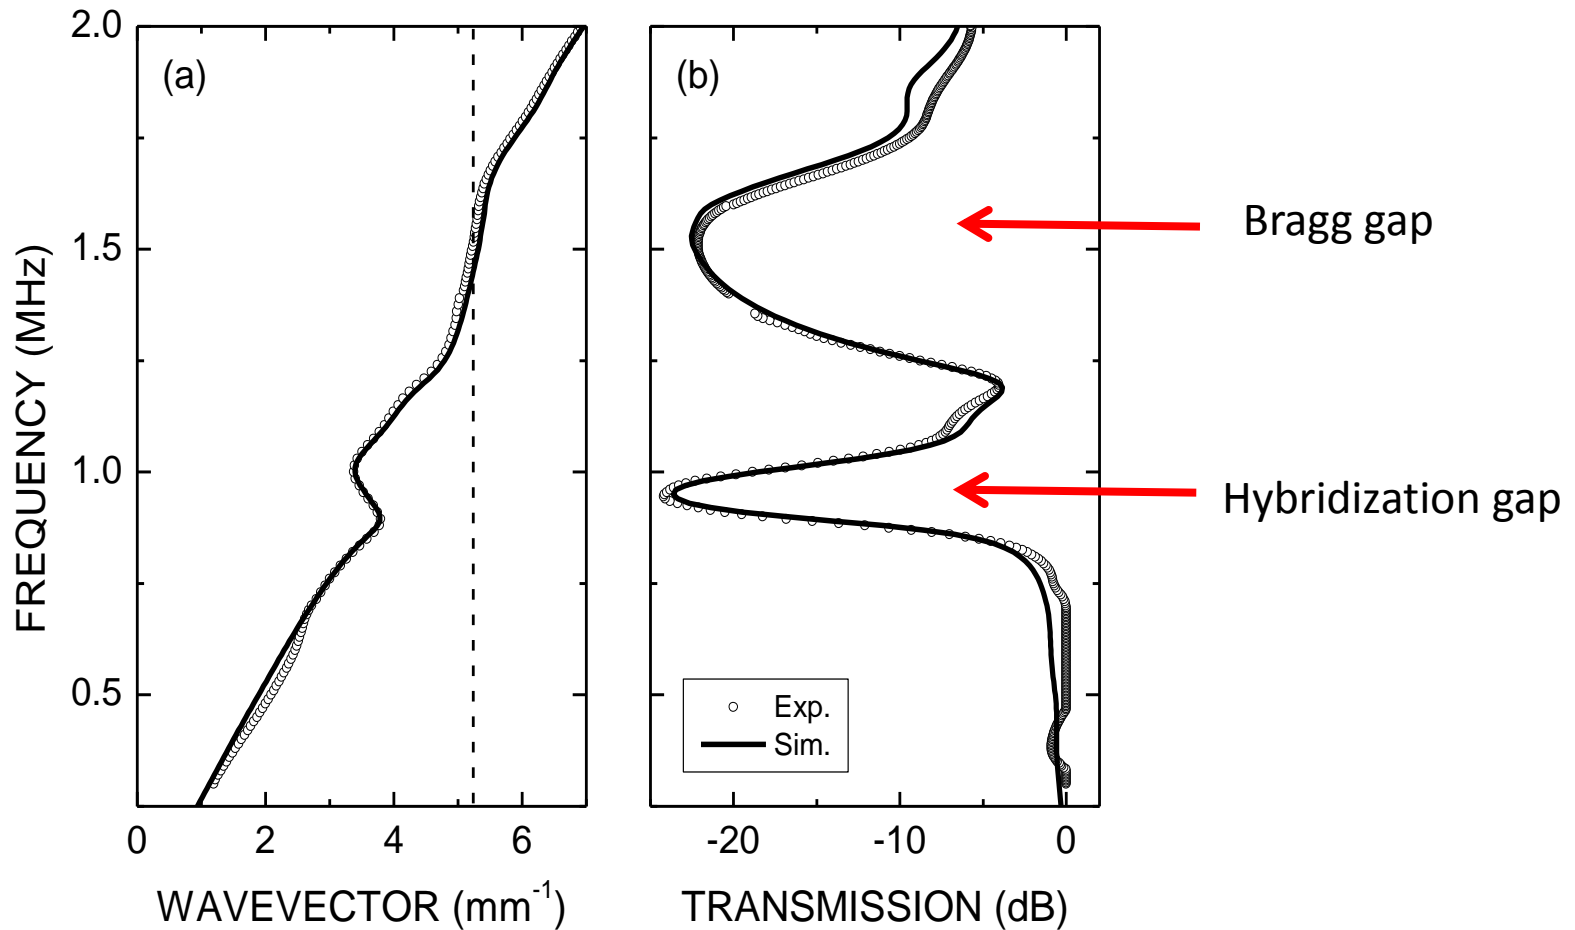 FREQUENCY (MHz)
2.0
1.5
1.0
0.5
(a)
0
2
4
6
WAVEVECTOR (mm⁻¹)
(b)
Exp.
Sim.
-20
-10
0
TRANSMISSION (dB)
Bragg gap
Hybridization gap